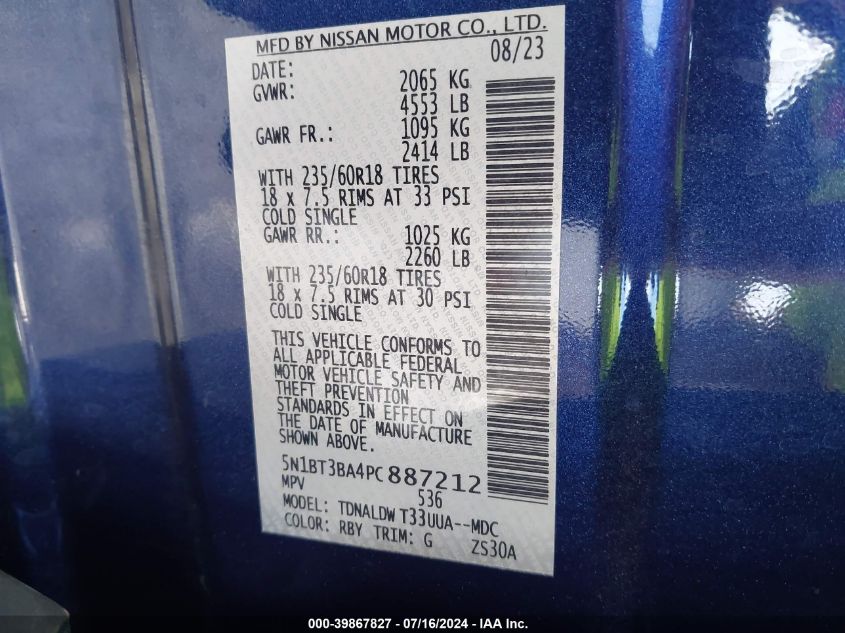 MFD BY NISSAN MOTOR CO., LTD.
DATE: 08/23
GVWR: 2065 KG
4553 LB
GAWR FR.: 1095 KG
2414 LB
WITH 235/60R18 TIRES
18 x 7.5 RIMS AT 33 PSI
COLD SINGLE
GAWR RR.: 1025 KG
2260 LB
WITH 235/60R18 TIRES
18 x 7.5 RIMS AT 30 PSI
COLD SINGLE
THIS VEHICLE CONFORMS TO
ALL APPLICABLE FEDERAL
MOTOR VEHICLE SAFETY AND
THEFT PREVENTION
STANDARDS IN EFFECT ON
THE DATE OF MANUFACTURE
SHOWN ABOVE.
5N1BT3BA4PC887212
MPV 536
MODEL: TDNALDW T33UUA--MDC
COLOR: RBY TRIM: G ZS30A
000-39867827 - 07/16/2024 - IAA Inc.